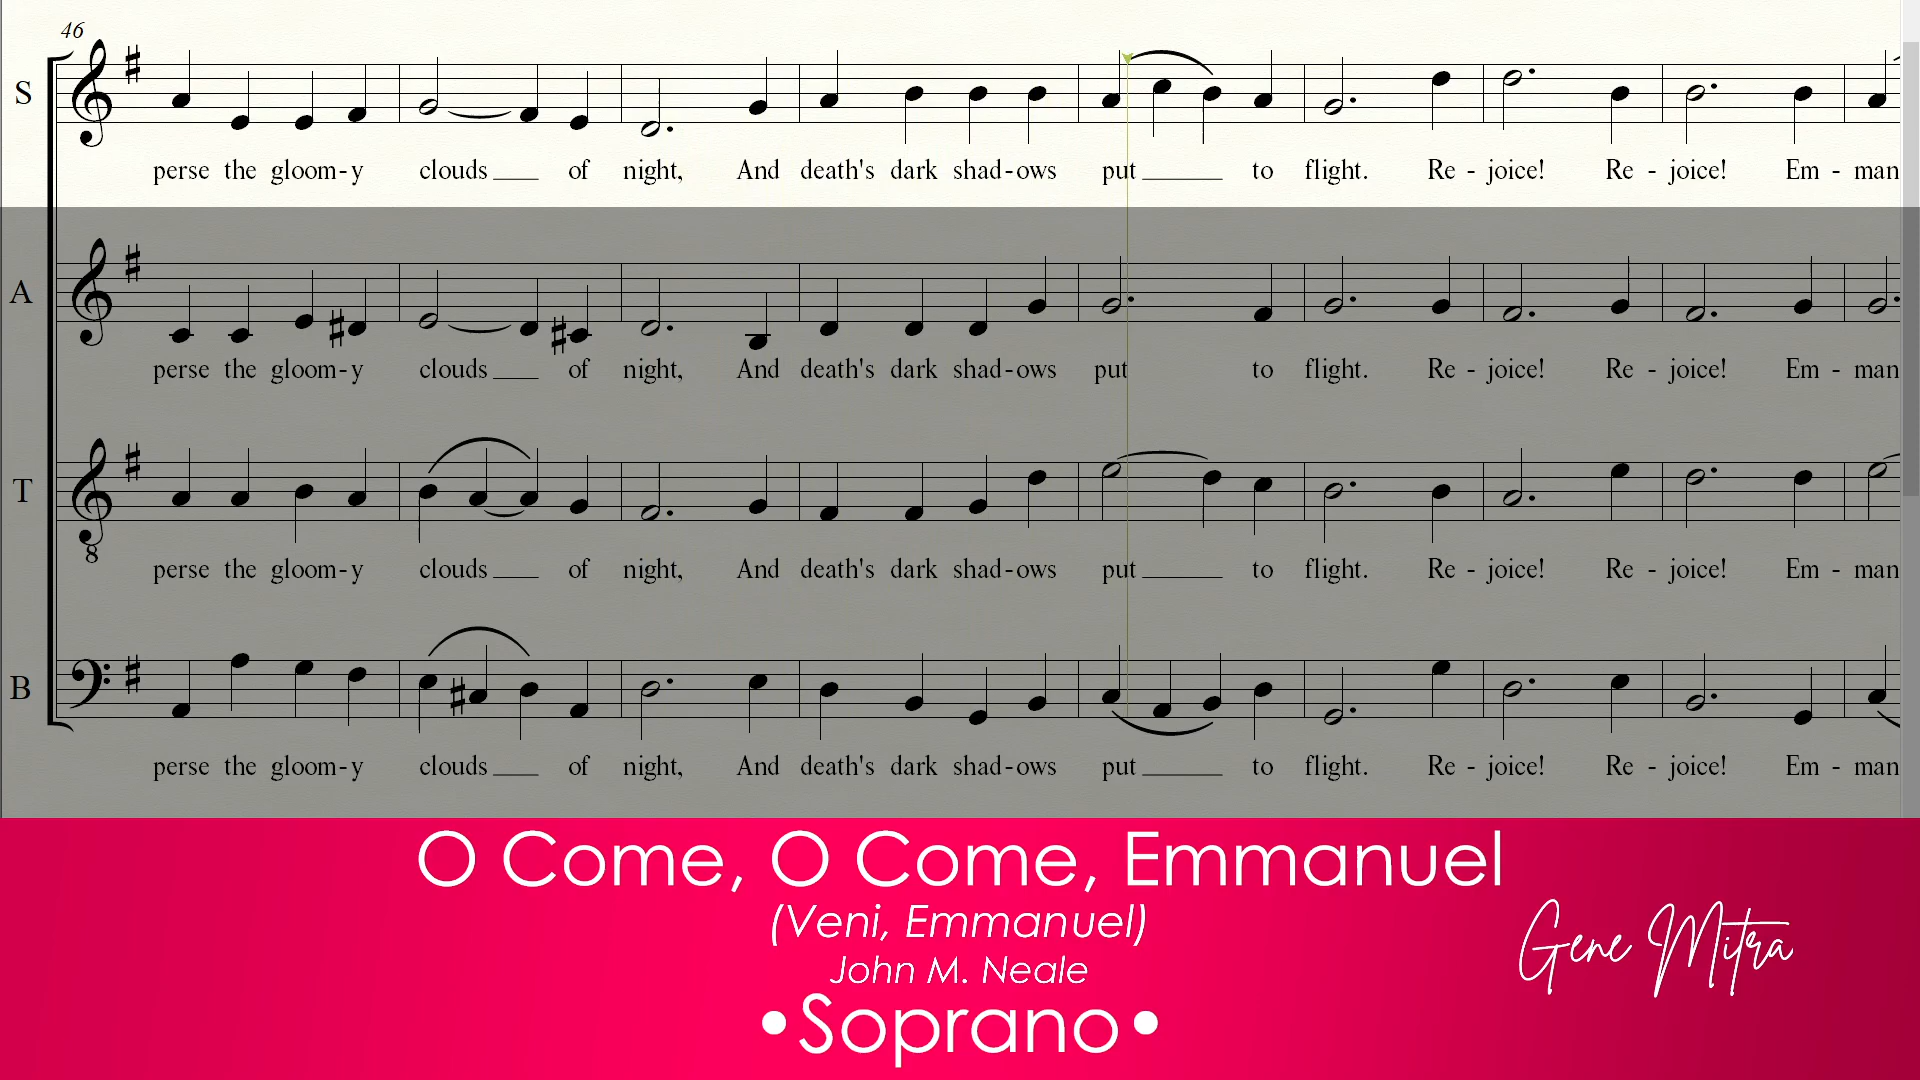 46
S
perse the gloom-y clouds of night, And death's dark shad-ows put to flight. Re - joice! Re - joice! Em - man
A
perse the gloom-y clouds of night, And death's dark shad-ows put to flight. Re - joice! Re - joice! Em - man
T
8
perse the gloom-y clouds of night, And death's dark shad-ows put to flight. Re - joice! Re - joice! Em - man
B
perse the gloom-y clouds of night, And death's dark shad-ows put to flight. Re - joice! Re - joice! Em - man
O Come, O Come, Emmanuel
(Veni, Emmanuel)
John M. Neale
•Soprano•
Gene Mitra